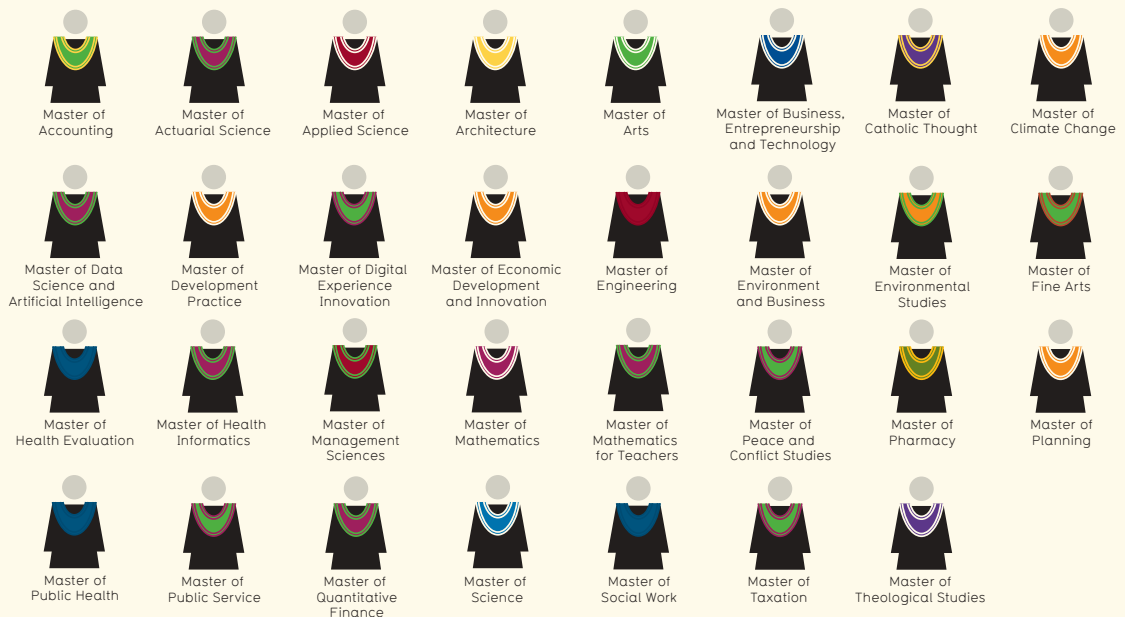 Master of
Accounting
Master of
Actuarial Science
Master of
Applied Science
Master of
Architecture
Master of
Arts
Master of Business,
Entrepreneurship
and Technology
Master of
Catholic Thought
Master of
Climate Change
Master of Data
Science and
Artificial Intelligence
Master of
Development
Practice
Master of Digital
Experience
Innovation
Master of Economic
Development
and Innovation
Master of
Engineering
Master of
Environment
and Business
Master of
Environmental
Studies
Master of
Fine Arts
Master of
Health Evaluation
Master of Health
Informatics
Master of
Management
Sciences
Master of
Mathematics
Master of
Mathematics
for Teachers
Master of
Peace and
Conflict Studies
Master of
Pharmacy
Master of
Planning
Master of
Public Health
Master of
Public Service
Master of
Quantitative
Finance
Master of
Science
Master of
Social Work
Master of
Taxation
Master of
Theological Studies